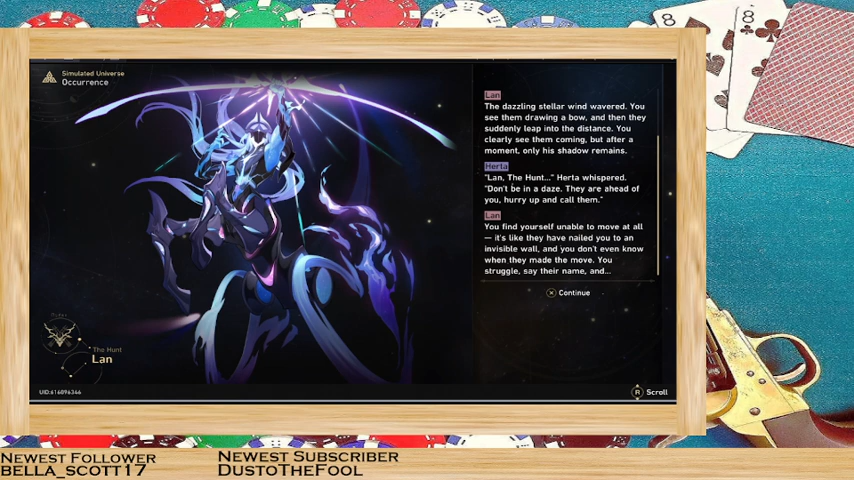 8
8
Simulated Universe
Occurrence
Lan
The dazzling stellar wind wavered. You
see them drawing a bow, and then they
suddenly leap into the distance. You
clearly see them coming, but after a
moment, only his shadow remains.
Herta
"Lan, The Hunt..." Herta whispered.
"Don't be in a daze. They are ahead of
you, hurry up and call them."
Lan
You find yourself unable to move at all
— it's like they have nailed you to an
invisible wall, and you don't even know
when they made the move. You
struggle, say their name, and...
Continue
The Hunt
Lan
UID:616896346
R Scroll
Newest Follower
bella_scott17
Newest Subscriber
DustoTheFool